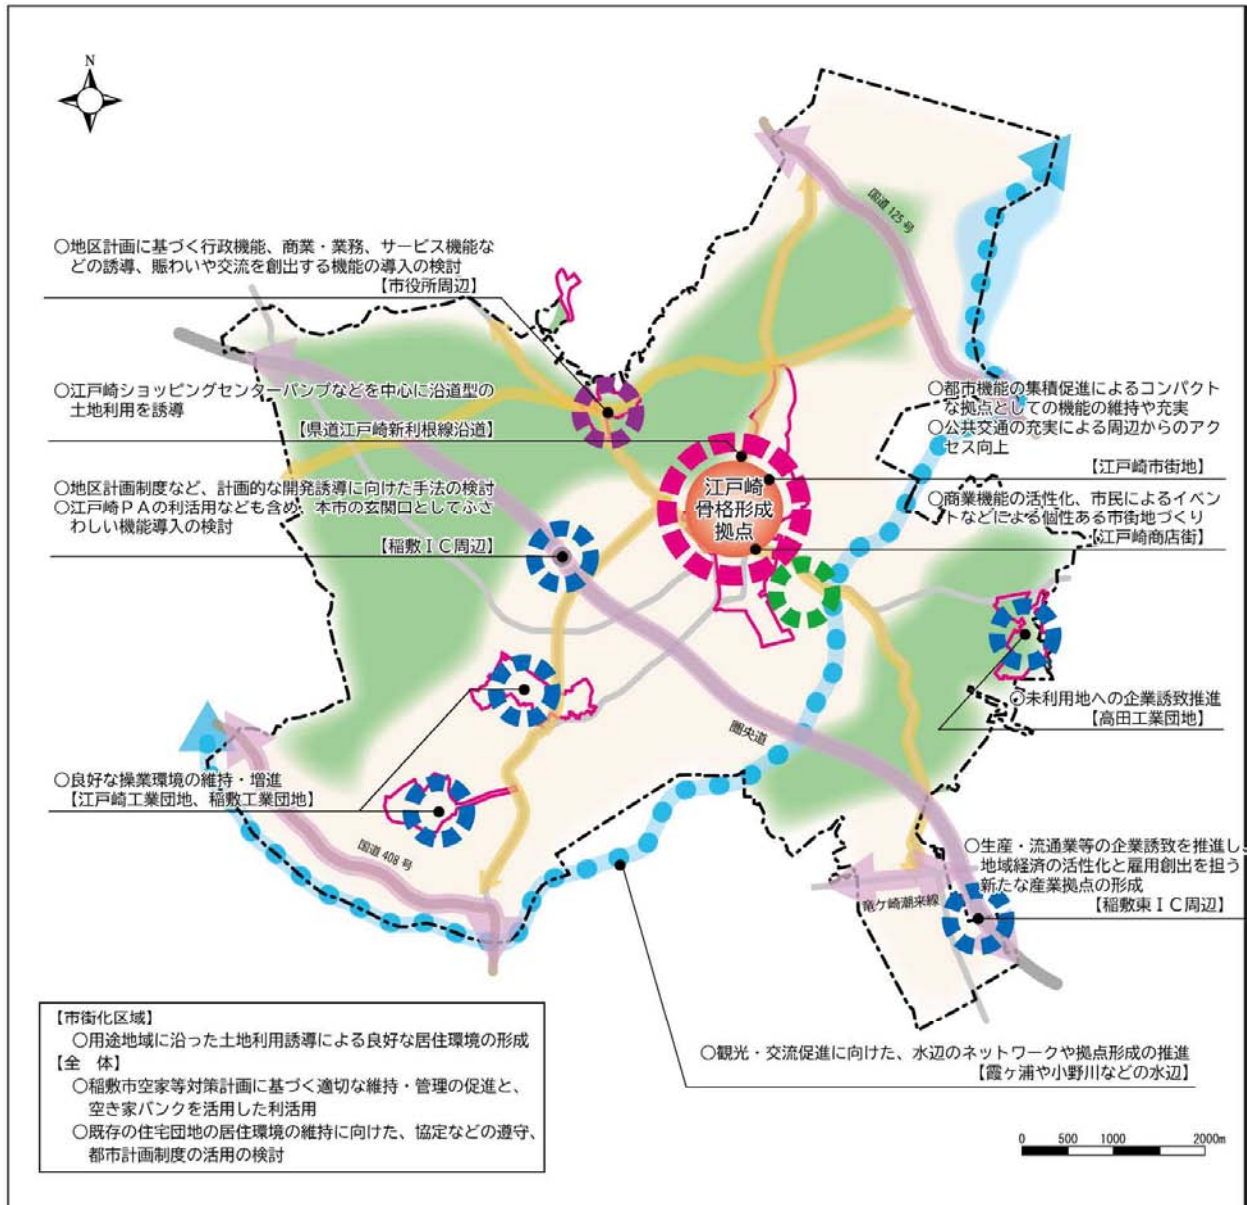 N
国道125号
○地区計画に基づく行政機能、商業・業務、サービス機能な
どの誘導、賑わいや交流を創出する機能の導入の検討
【市役所周辺】
○江戸崎ショッピングセンターパンプなどを中心に沿道型の
土地利用を誘導
【県道江戸崎新利根線沿道】
○地区計画制度など、計画的な開発誘導に向けた手法の検討
○江戸崎PAの利活用なども含め、本市の玄関口としてふさ
わしい機能導入の検討
【稲敷IC周辺】
江戸崎
骨格形成
拠点
○都市機能の集積促進によるコンパクト
な拠点としての機能の維持や充実
○公共交通の充実による周辺からのアク
セス向上
【江戸崎市街地】
○商業機能の活性化、市民によるイベン
トなどによる個性ある市街地づくり
【江戸崎商店街】
○未利用地への企業誘致推進
【高田工業団地】
圏央道
○良好な操業環境の維持・増進
【江戸崎工業団地、稲敷工業団地】
国道408号
○生産・流通業等の企業誘致を推進し、
地域経済の活性化と雇用創出を担う
新たな産業拠点の形成
【稲敷東IC周辺】
竜ケ崎潮来線
○観光・交流促進に向けた、水辺のネットワークや拠点形成の推進
【霞ヶ浦や小野川などの水辺】
【市街化区域】
○用途地域に沿った土地利用誘導による良好な居住環境の形成
【全 体】
○稲敷市空家等対策計画に基づく適切な維持・管理の促進と、
空き家バンクを活用した利活用
○既存の住宅団地の居住環境の維持に向けた、協定などの遵守、
都市計画制度の活用の検討
0 500 1000 2000m